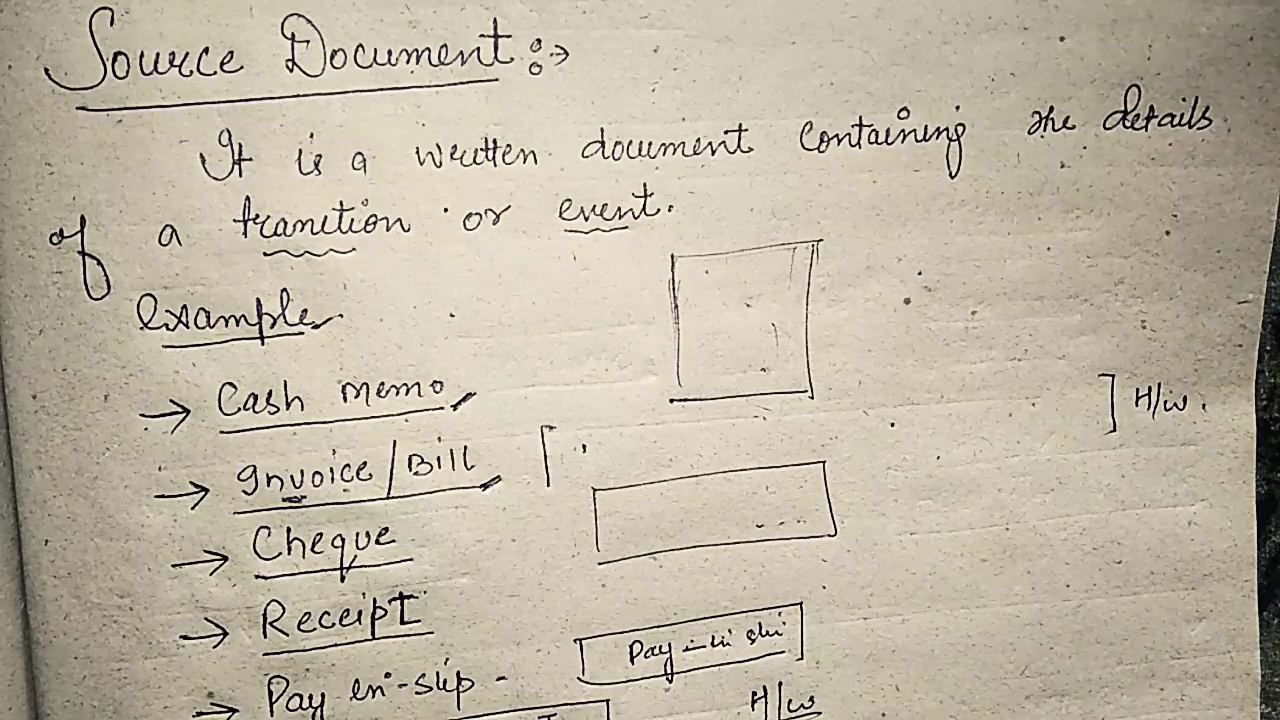 Source Document :→
It is a written document containing the details
of a tranction or event.
Example
→ Cash memo
→ Invoice/Bill
] H/w.
→ Cheque
→ Receipt
→ Pay in-slip -
Pay-in sli
H/w